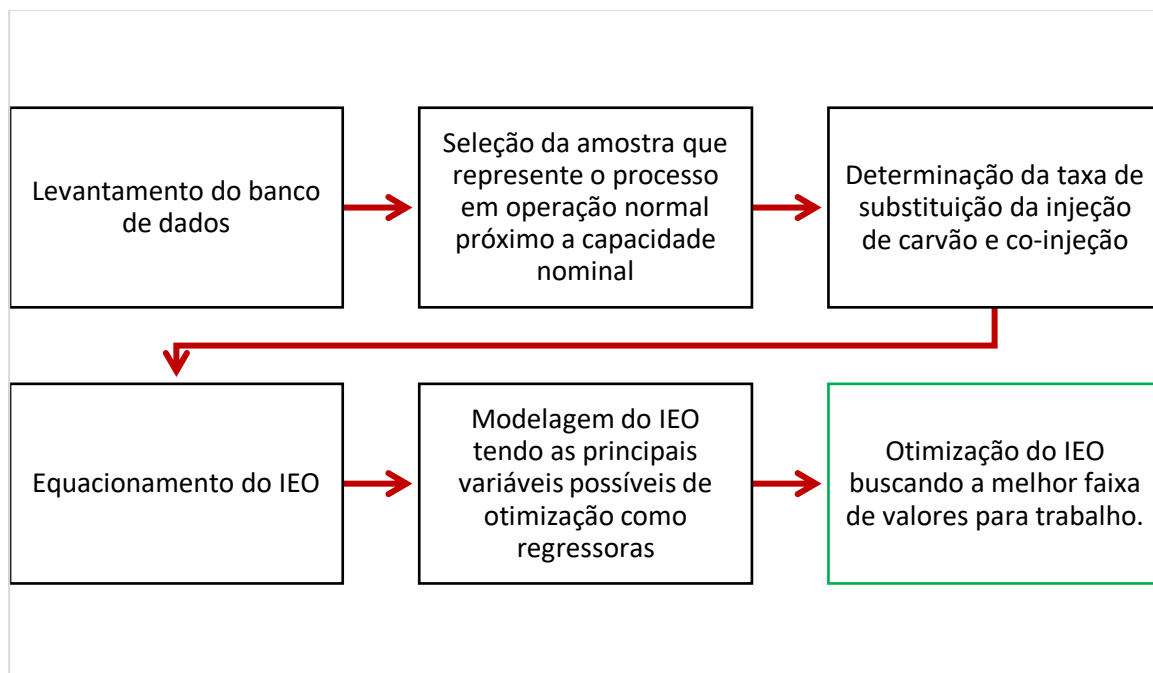 Levantamento do banco
de dados
Seleção da amostra que
represente o processo
em operação normal
próximo a capacidade
nominal
Determinação da taxa de
substituição da injeção
de carvão e co-injeção
Equacionamento do IEO
Modelagem do IEO
tendo as principais
variáveis possíveis de
otimização como
regressoras
Otimização do IEO
buscando a melhor faixa
de valores para trabalho.